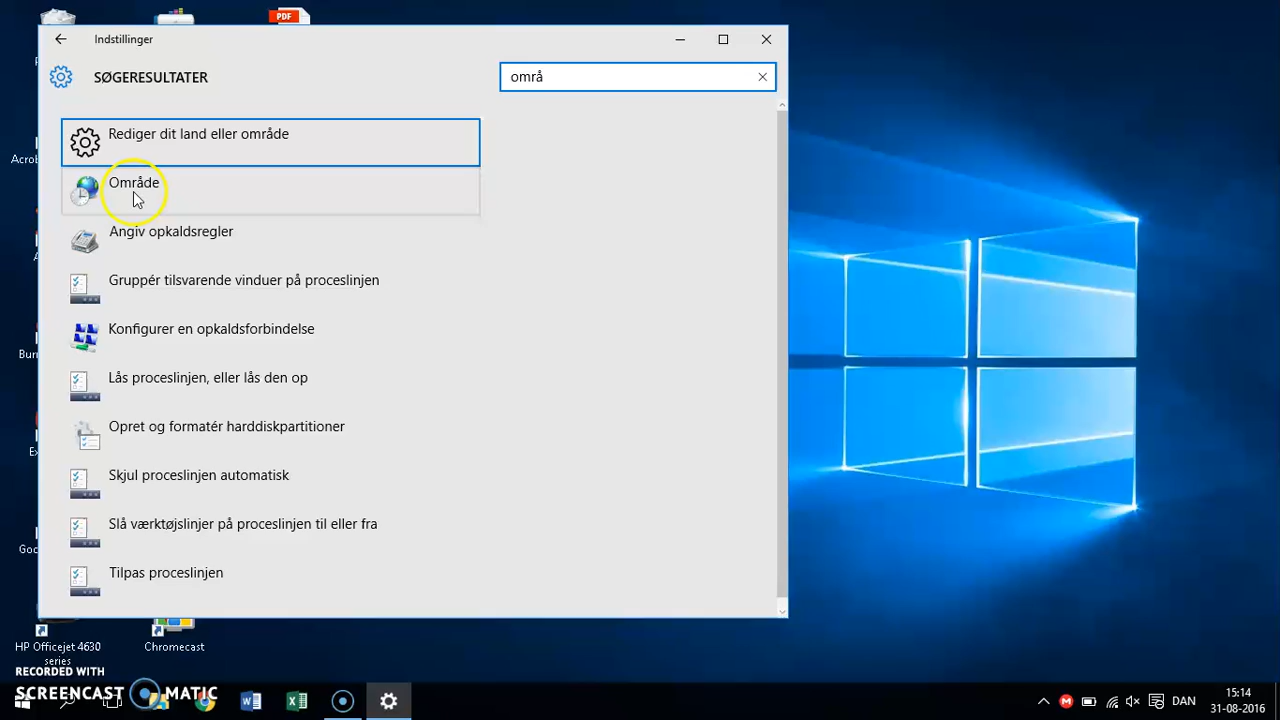 PDF
Indstillinger
SØGERESULTATER
områ
Rediger dit land eller område
Område
Angiv opkaldsregler
Gruppér tilsvarende vinduer på proceslinjen
Konfigurer en opkaldsforbindelse
Lås proceslinjen, eller lås den op
Opret og formatér harddiskpartitioner
Skjul proceslinjen automatisk
Slå værktøjslinjer på proceslinjen til eller fra
Tilpas proceslinjen
Acro
Bur
Goo
HP Officejet 4630
series
Chromecast
RECORDED WITH
SCREENCAST MATIC
DAN
15:14
31-08-2016